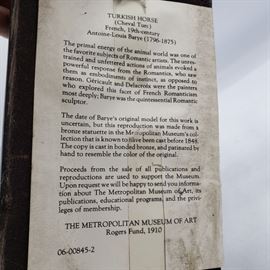 TURKISH HORSE
(Cheval Turc)
French, 19th-century
Antoine-Louis Barye (1796-1875)
The primal energy of the animal world was one of
the favorite subjects of Romantic artists. The unres-
trained and unfettered actions of animals evoked a
powerful response from the Romantics, who saw
them as embodiments of instinct, as opposed to
reason. Géricault and Delacroix were the painters
who explored this facet of French Romanticism
most deeply; Barye was the quintessential Romantic
sculptor.
The date of Barye's original model for this work is
uncertain, but this reproduction was made from a
bronze statuette in the Metropolitan Museum's col-
lection that is known to have been cast before 1848.
The copy is cast in bonded bronze, and patinated by
hand to resemble the color of the original.
Proceeds from the sale of all publications and
reproductions are used to support the Museum.
Upon request we will be happy to send you informa-
tion about The Metropolitan Museum of Art, its
publications, educational programs, and the privi-
leges of membership.
THE METROPOLITAN MUSEUM OF ART
Rogers Fund, 1910
06-00845-2